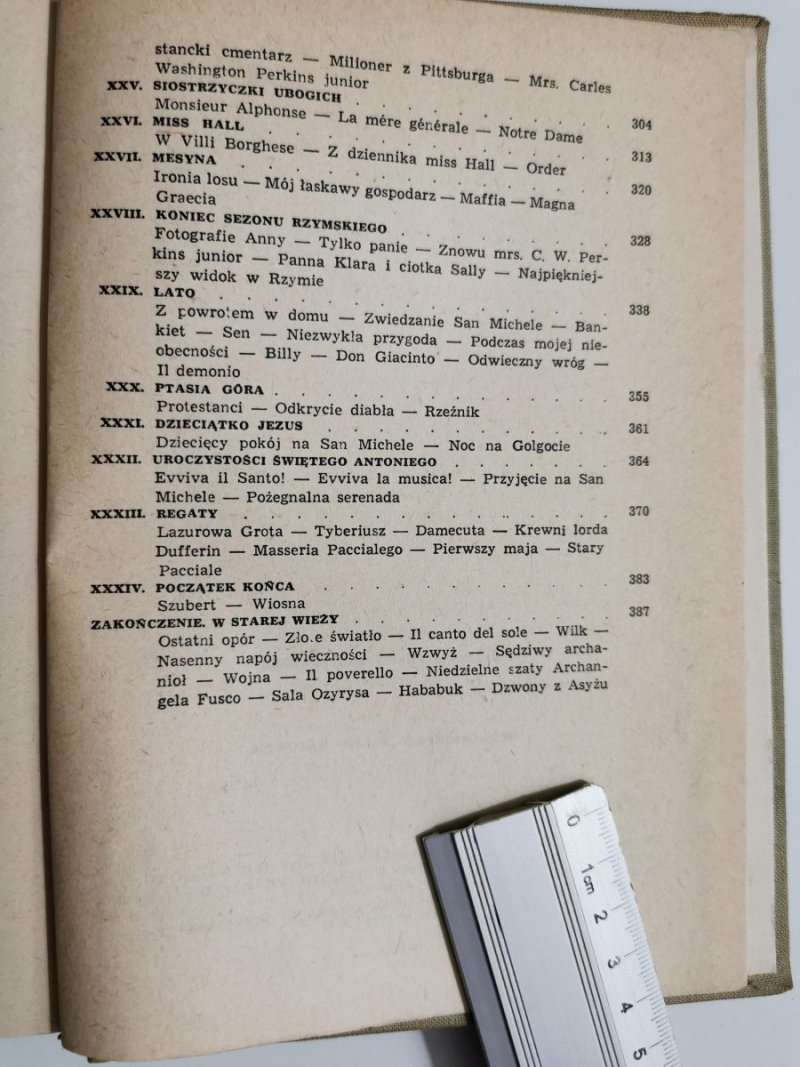 stancki cmentarz — Milioner z Pittsburga — Mrs. Carles
Washington Perkins junior
XXV. SIOSTRZYCZKI UBOGICH . . . . . . . . 304
Monsieur Alphonse — La mére générale — Notre Dame
XXVI. MISS HALL . . . . . . . . . . . . 313
W Villi Borghese — Z dziennika miss Hall — Order
XXVII. MESYNA . . . . . . . . . . . . 320
Ironia losu — Mój łaskawy gospodarz — Maffia — Magna
Graecia
XXVIII. KONIEC SEZONU RZYMSKIEGO . . . . . . . 328
Fotografie Anny — Tylko panie — Znowu mrs. C. W. Per-
kins junior — Panna Klara i ciotka Sally — Najpiękniej-
szy widok w Rzymie
XXIX. LATO . . . . . . . . . . . . . 338
Z powrotem w domu — Zwiedzanie San Michele — Ban-
kiet — Sen — Niezwykła przygoda — Podczas mojej nie-
obecności — Billy — Don Giacinto — Odwieczny wróg —
Il demonio
XXX. PTASIA GÓRA . . . . . . . . . . . 355
Protestanci — Odkrycie diabła — Rzeźnik
XXXI. DZIECIĄTKO JEZUS . . . . . . . . . 361
Dziecięcy pokój na San Michele — Noc na Golgocie
XXXII. UROCZYSTOŚCI ŚWIĘTEGO ANTONIEGO . . . . . . 364
Evviva il Santo! — Evviva la musica! — Przyjęcie na San
Michele — Pożegnalna serenada
XXXIII. REGATY . . . . . . . . . . . . 370
Lazurowa Grota — Tyberiusz — Damecuta — Krewni lorda
Dufferin — Masseria Paccialego — Pierwszy maja — Stary
Pacciale
XXXIV. POCZĄTEK KOŃCA . . . . . . . . . 383
Szubert — Wiosna
ZAKOŃCZENIE. W STAREJ WIEŻY . . . . . . . . 387
Ostatni opór — Zło.e światło — Il canto del sole — Wilk —
Nasenny napój wieczności — Wzwyż — Sędziwy archa-
nioł — Wojna — Il poverello — Niedzielne szaty Archan-
gela Fusco — Sala Ozyrysa — Hababuk — Dzwony z Asyżu
0
1cm
2
3
4
5